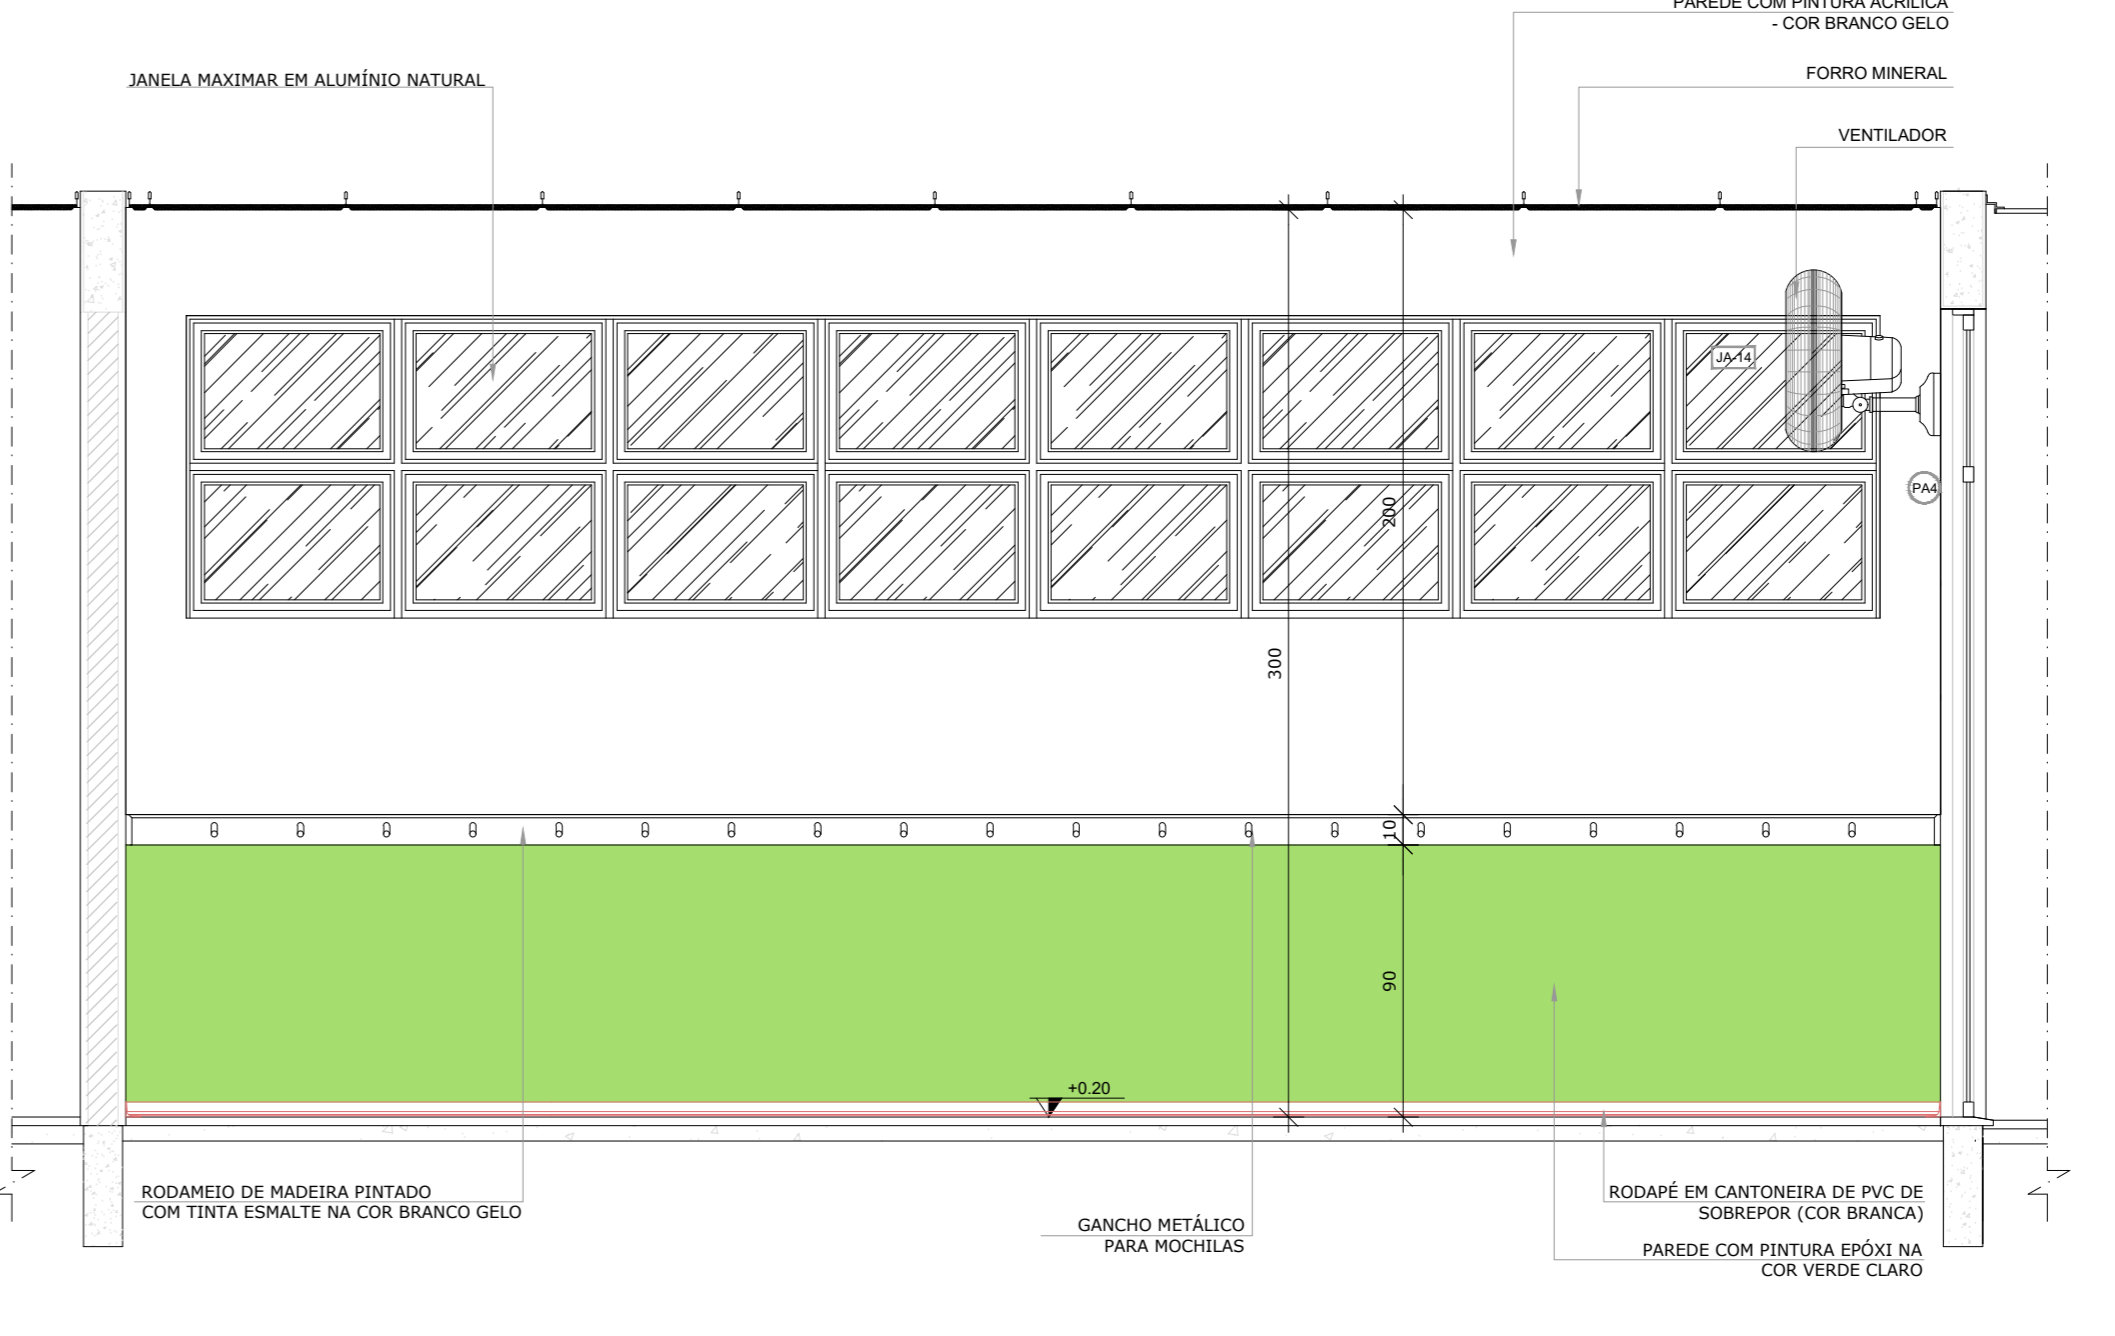 PAREDE COM PINTURA ACRÍLICA
- COR BRANCO GELO
JANELA MAXIMAR EM ALUMÍNIO NATURAL
FORRO MINERAL
VENTILADOR
JA-14
PA4
200
300
10
90
+0.20
RODAMEIO DE MADEIRA PINTADO
COM TINTA ESMALTE NA COR BRANCO GELO
GANCHO METÁLICO
PARA MOCHILAS
RODAPÉ EM CANTONEIRA DE PVC DE
SOBREPOR (COR BRANCA)
PAREDE COM PINTURA EPÓXI NA
COR VERDE CLARO